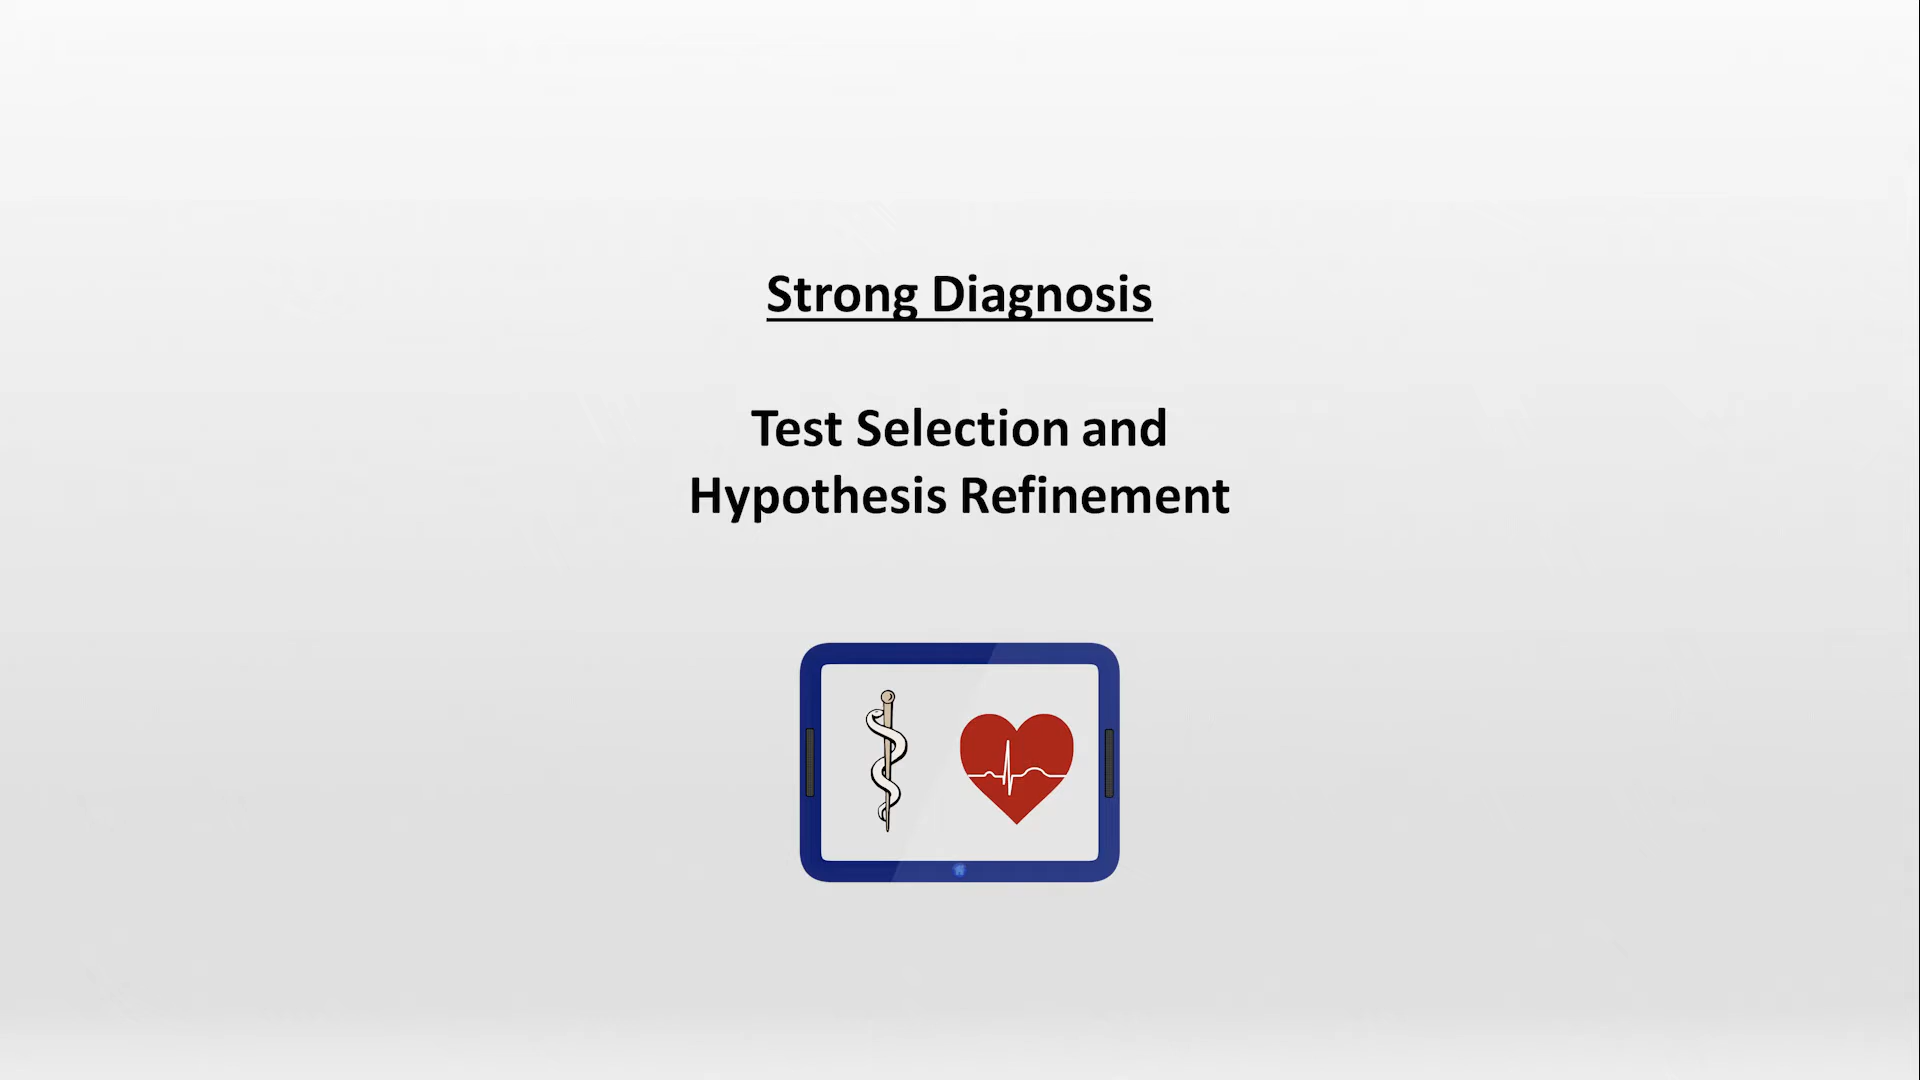 Strong Diagnosis
Test Selection and
Hypothesis Refinement